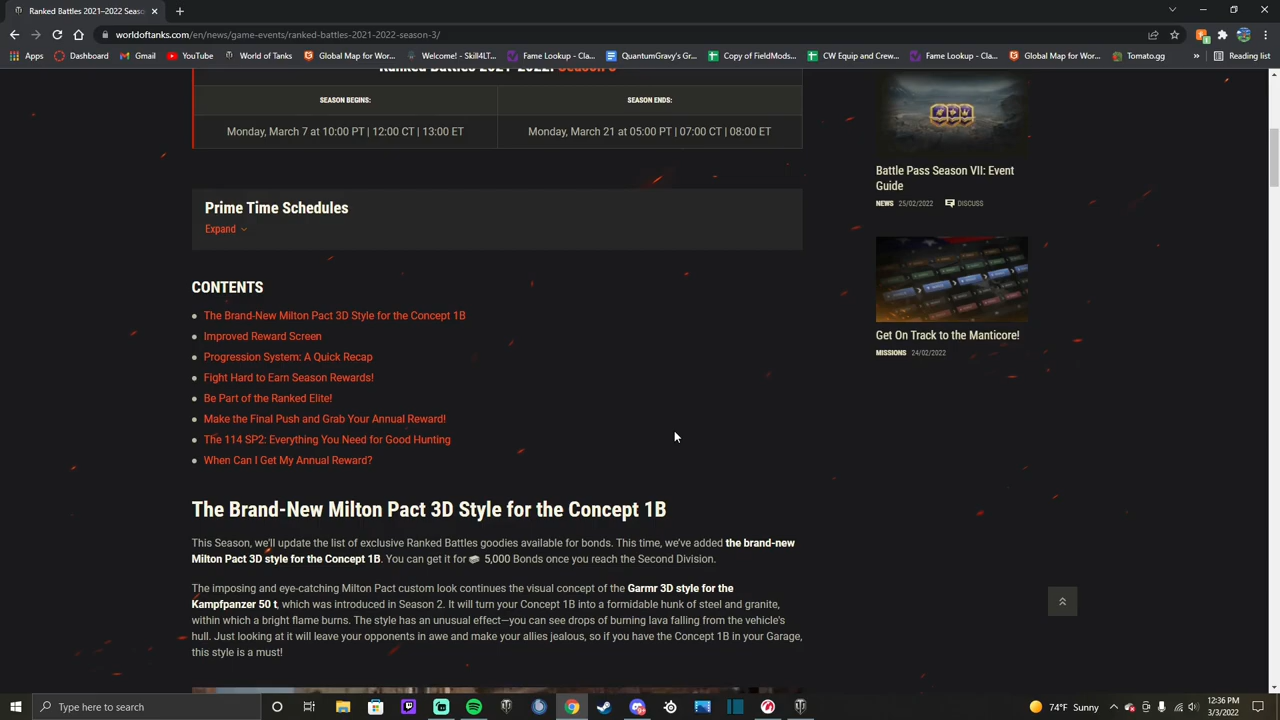 Ranked Battles 2021-2022 Seaso
worldoftanks.com/en/news/game-events/ranked-battles-2021-2022-season-3/
Apps Dashboard Gmail YouTube World of Tanks Global Map for Wor... Welcome! - Skill4LT... Fame Lookup - Cla... QuantumGravy's Gr... Copy of FieldMods... CW Equip and Crew... Fame Lookup - Cla... Global Map for Wor... Tomato.gg » Reading list
Ranked Battles 2021-2022: Season 3
SEASON BEGINS: SEASON ENDS:
Monday, March 7 at 10:00 PT | 12:00 CT | 13:00 ET Monday, March 21 at 05:00 PT | 07:00 CT | 08:00 ET
Prime Time Schedules
Expand
CONTENTS
The Brand-New Milton Pact 3D Style for the Concept 1B
Improved Reward Screen
Progression System: A Quick Recap
Fight Hard to Earn Season Rewards!
Be Part of the Ranked Elite!
Make the Final Push and Grab Your Annual Reward!
The 114 SP2: Everything You Need for Good Hunting
When Can I Get My Annual Reward?
The Brand-New Milton Pact 3D Style for the Concept 1B
This Season, we'll update the list of exclusive Ranked Battles goodies available for bonds. This time, we've added the brand-new
Milton Pact 3D style for the Concept 1B. You can get it for 5,000 Bonds once you reach the Second Division.
The imposing and eye-catching Milton Pact custom look continues the visual concept of the Garmr 3D style for the
Kampfpanzer 50 t, which was introduced in Season 2. It will turn your Concept 1B into a formidable hunk of steel and granite,
within which a bright flame burns. The style has an unusual effect—you can see drops of burning lava falling from the vehicle's
hull. Just looking at it will leave your opponents in awe and make your allies jealous, so if you have the Concept 1B in your Garage,
this style is a must!
Battle Pass Season VII: Event
Guide
NEWS 25/02/2022 DISCUSS
Get On Track to the Manticore!
MISSIONS 24/02/2022
Type here to search
74°F Sunny
12:36 PM
3/3/2022